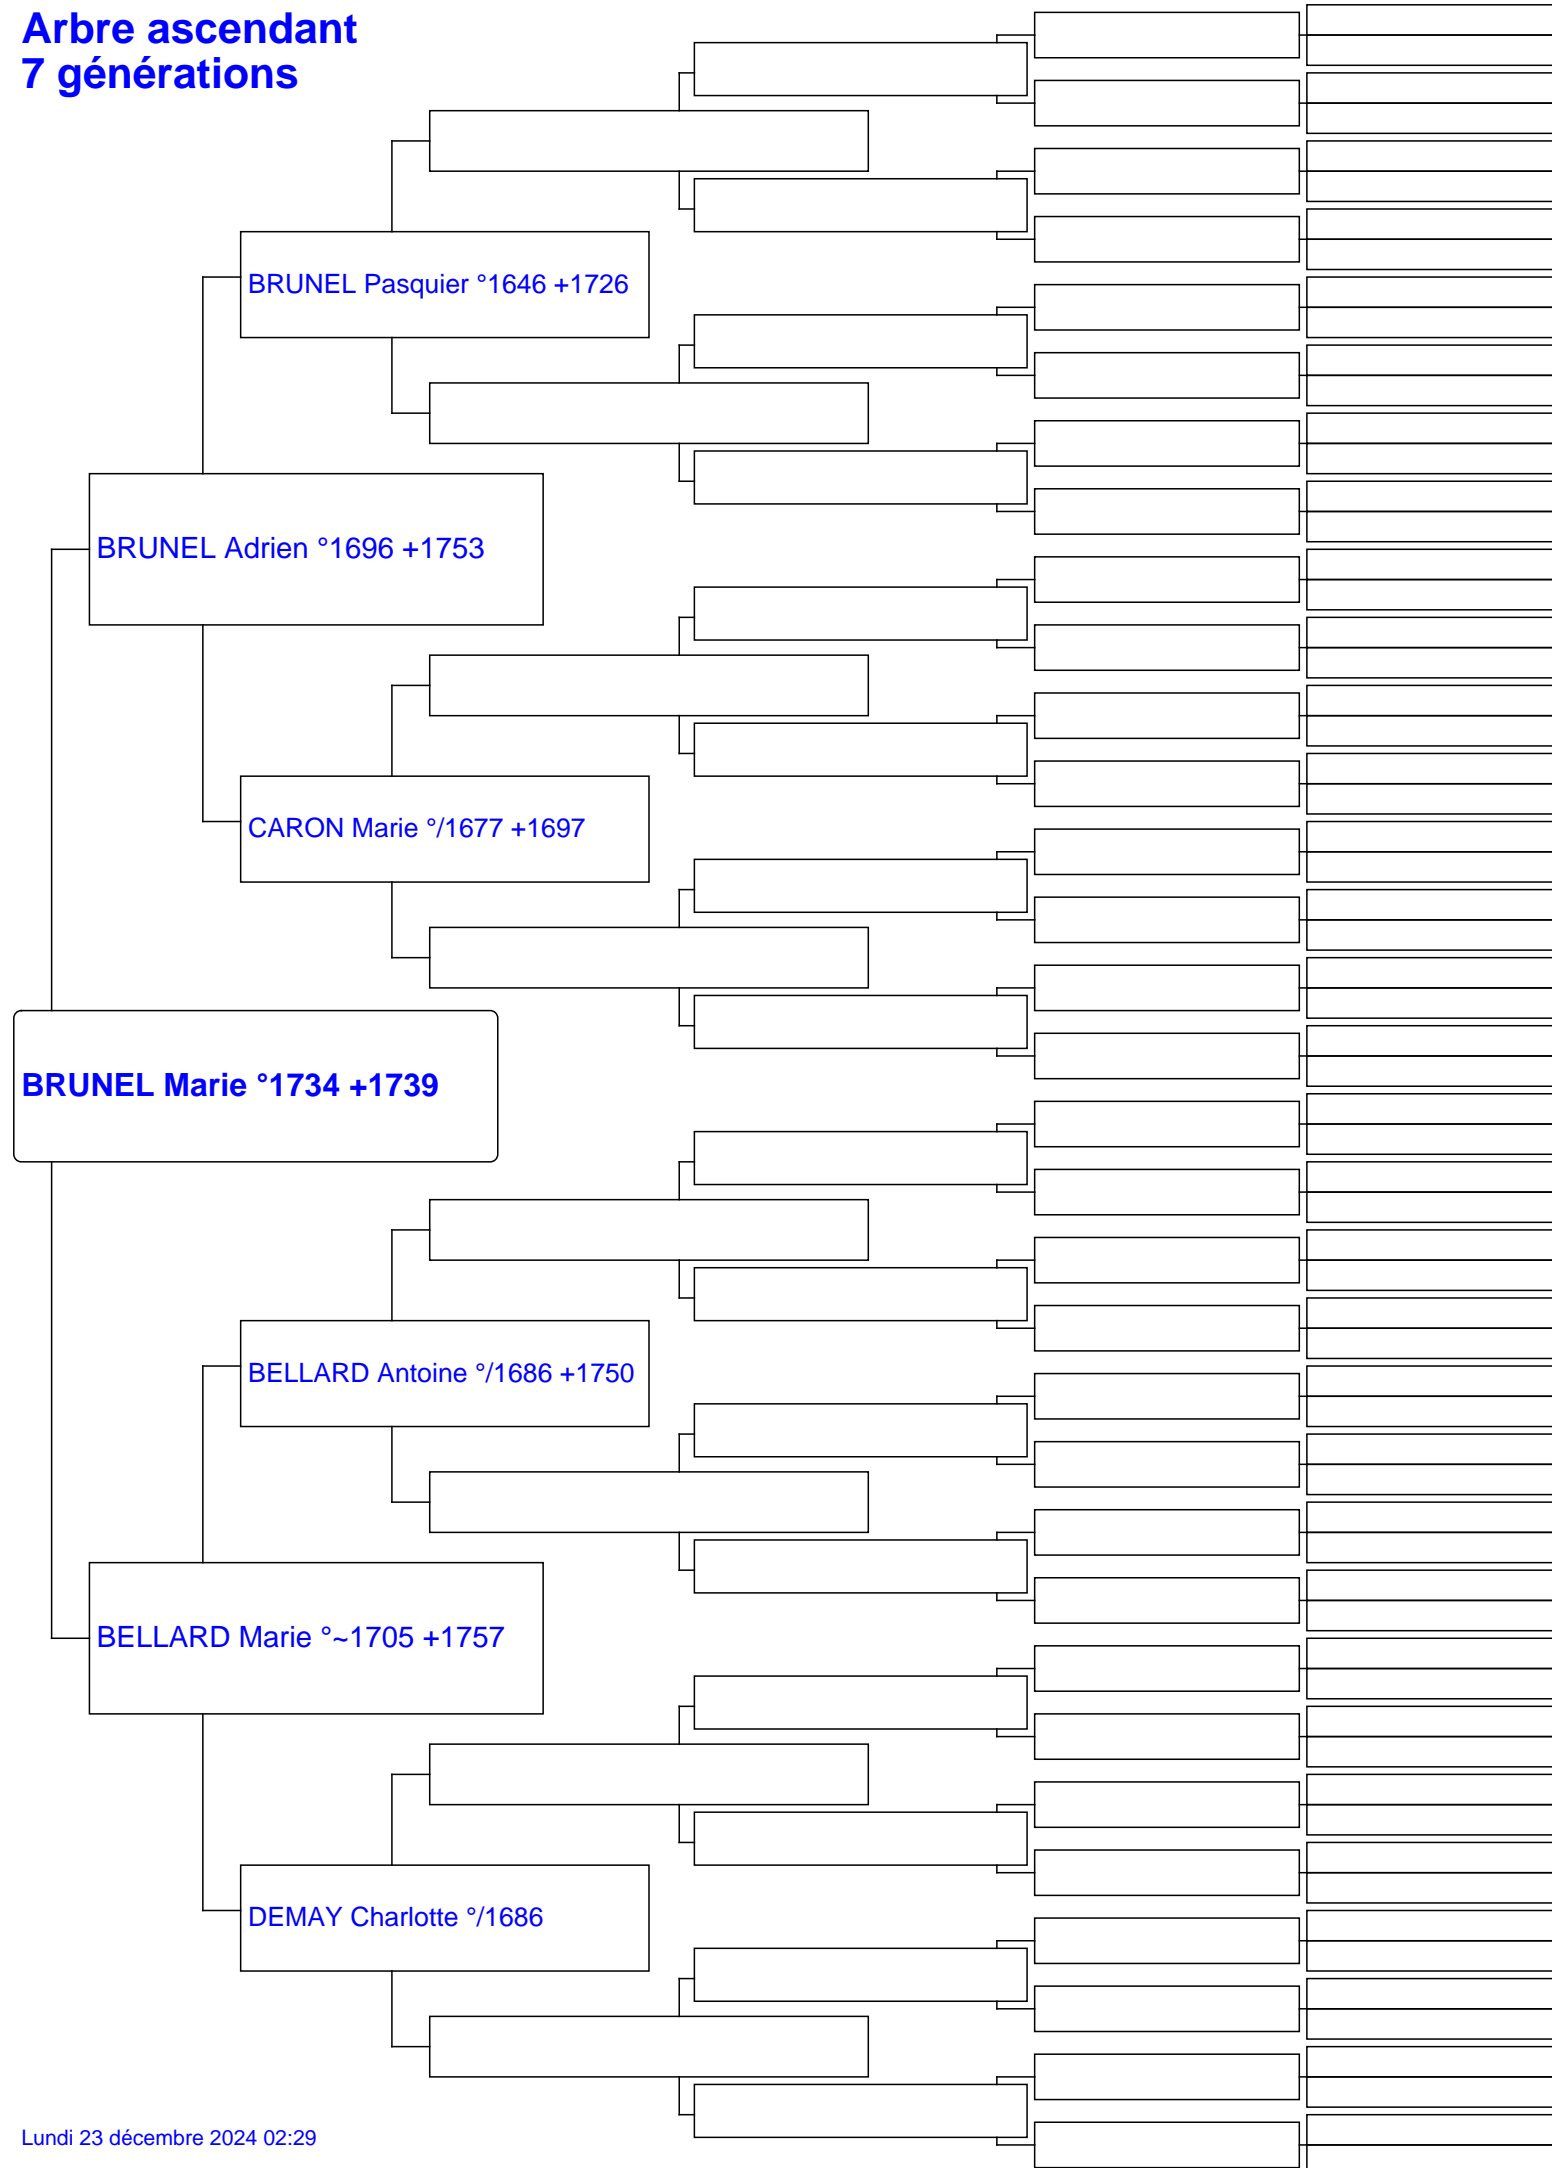 Arbre ascendant
7 générations
BRUNEL Pasquier °1646 +1726
BRUNEL Adrien °1696 +1753
CARON Marie °/1677 +1697
BRUNEL Marie °1734 +1739
BELLARD Antoine °/1686 +1750
BELLARD Marie °~1705 +1757
DEMAY Charlotte °/1686
Lundi 23 décembre 2024 02:29